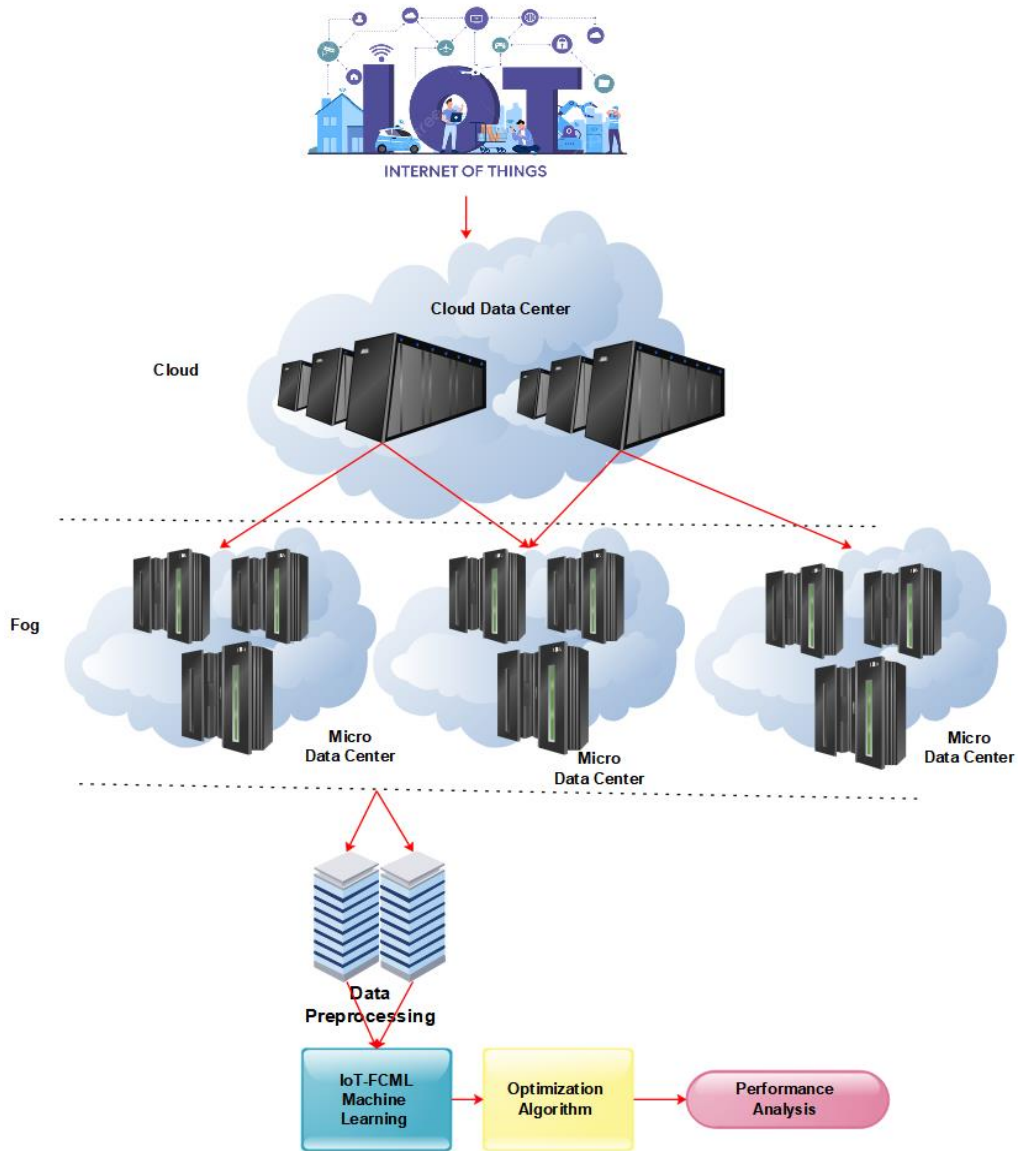 IOT
INTERNET OF THINGS
Cloud Data Center
Cloud
Fog
Micro
Data Center
Micro
Data Center
Micro
Data Center
Data
Preprocessing
IoT-FCML
Machine
Learning
Optimization
Algorithm
Performance
Analysis